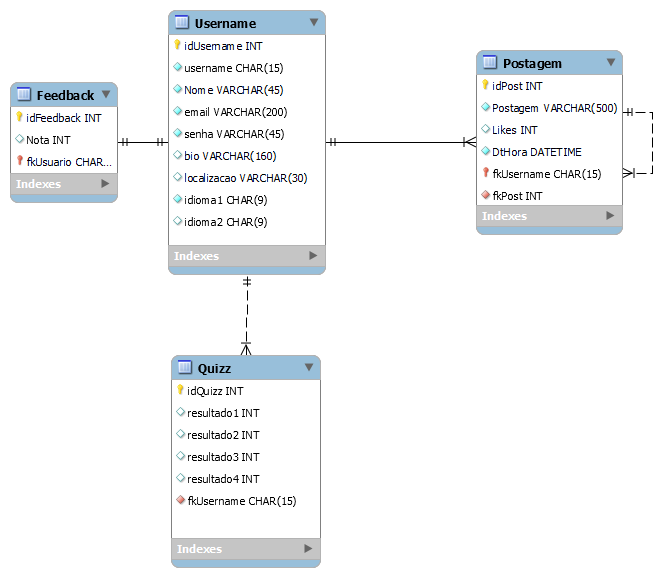 Feedback
idFeedback INT
Nota INT
fkUsuario CHAR...
Indexes
Username
idUsername INT
username CHAR(15)
Nome VARCHAR(45)
email VARCHAR(200)
senha VARCHAR(45)
bio VARCHAR(160)
localizacao VARCHAR(30)
idioma1 CHAR(9)
idioma2 CHAR(9)
Indexes
Postagem
idPost INT
Postagem VARCHAR(500)
Likes INT
DtHora DATETIME
fkUsername CHAR(15)
fkPost INT
Indexes
Quizz
idQuizz INT
resultado1 INT
resultado2 INT
resultado3 INT
resultado4 INT
fkUsername CHAR(15)
Indexes